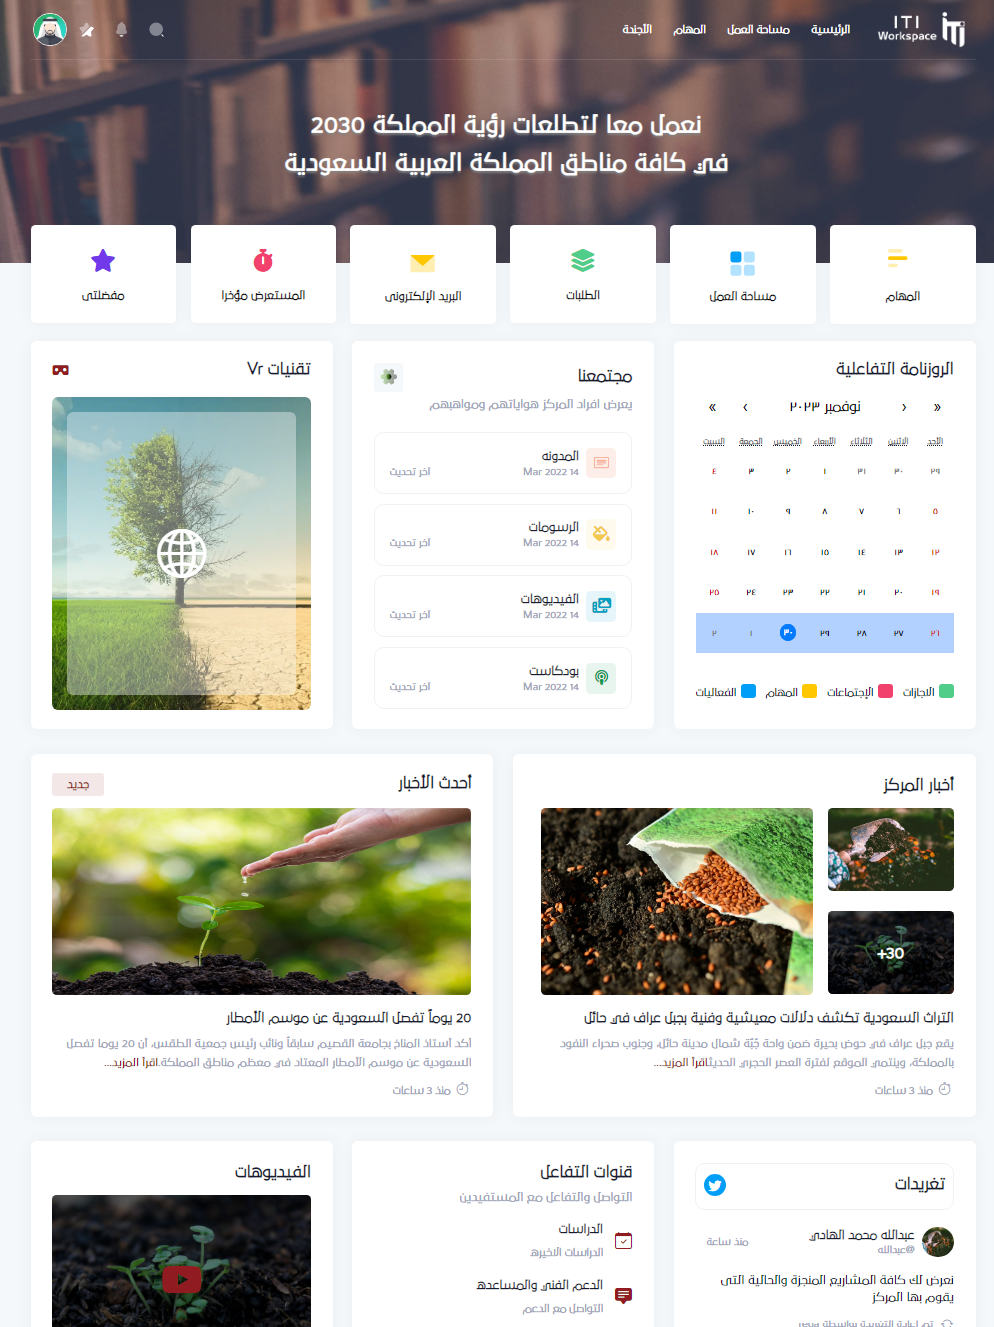 ITI
Workspace
الرئيسية
مساحة العمل
المهام
الأجندة
نعمل معا لتطلعات رؤية المملكة 2030
في كافة مناطق المملكة العربية السعودية
المهام
مساحة العمل
الطلبات
البريد الإلكتروني
المستعرض مؤخرا
مفضلتي
الروزنامة التفاعلية
« ‹ نوفمبر ٢٠٢٣ › »
الأحد الاثنين الثلاثاء الأربعاء الخميس الجمعة السبت
٢٩ ٣٠ ٣١ ١ ٢ ٣ ٤
٥ ٦ ٧ ٨ ٩ ١٠ ١١
١٢ ١٣ ١٤ ١٥ ١٦ ١٧ ١٨
١٩ ٢٠ ٢١ ٢٢ ٢٣ ٢٤ ٢٥
٢٦ ٢٧ ٢٨ ٢٩ ٣٠ ١ ٢
الاجازات الإجتماعات المهام الفعاليات
مجتمعنا
يعرض افراد المركز هواياتهم ومواهبهم
المدونه
14 Mar 2022
آخر تحديث
الرسومات
14 Mar 2022
آخر تحديث
الفيديوهات
14 Mar 2022
آخر تحديث
بودكاست
14 Mar 2022
آخر تحديث
تقنيات Vr
أخبار المركز
+30
التراث السعودية تكشف دلالات معيشية وفنية بجبل عراف في حائل
يقع جبل عراف في حوض بحيرة ضمن واحة جُبّة شمال مدينة حائل، وجنوب صحراء النفود
بالمملكة، وينتمي الموقع لفترة العصر الحجري الحديثاقرأ المزيد...
منذ 3 ساعات
أحدث الأخبار
جديد
20 يوماً تفصل السعودية عن موسم الأمطار
أكد أستاذ المناخ بجامعة القصيم سابقاً ونائب رئيس جمعية الطقس، أن 20 يوما تفصل
السعودية عن موسم الأمطار المعتاد في معظم مناطق المملكة.اقرأ المزيد...
منذ 3 ساعات
تغريدات
عبدالله محمد الهادي
@عبدالله
منذ ساعة
نعرض لك كافة المشاريع المنجزة والحالية التى
يقوم بها المركز
قنوات التفاعل
التواصل والتفاعل مع المستفيدين
الدراسات
الدراسات الاخيره
الدعم الفني والمساعده
التواصل مع الدعم
الفيديوهات